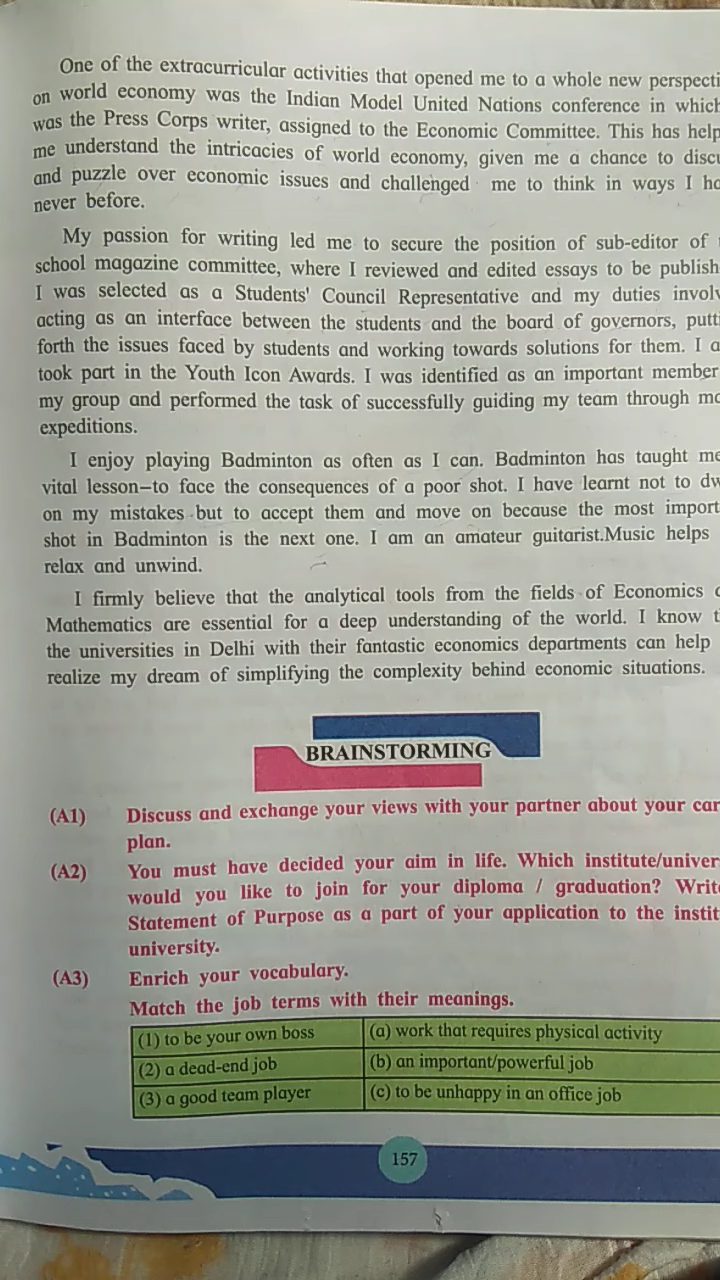 One of the extracurricular activities that opened me to a whole new perspecti
on world economy was the Indian Model United Nations conference in which
was the Press Corps writer, assigned to the Economic Committee. This has help
me understand the intricacies of world economy, given me a chance to discu
and puzzle over economic issues and challenged me to think in ways I ha
never before.
My passion for writing led me to secure the position of sub-editor of
school magazine committee, where I reviewed and edited essays to be publish
I was selected as a Students' Council Representative and my duties involv
acting as an interface between the students and the board of governors, putti
forth the issues faced by students and working towards solutions for them. I a
took part in the Youth Icon Awards. I was identified as an important member
my group and performed the task of successfully guiding my team through mo
expeditions.
I enjoy playing Badminton as often as I can. Badminton has taught me
vital lesson–to face the consequences of a poor shot. I have learnt not to dw
on my mistakes but to accept them and move on because the most import
shot in Badminton is the next one. I am an amateur guitarist.Music helps
relax and unwind.
I firmly believe that the analytical tools from the fields of Economics
Mathematics are essential for a deep understanding of the world. I know t
the universities in Delhi with their fantastic economics departments can help
realize my dream of simplifying the complexity behind economic situations.
BRAINSTORMING
(A1) Discuss and exchange your views with your partner about your car
plan.
(A2) You must have decided your aim in life. Which institute/univer
would you like to join for your diploma / graduation? Write
Statement of Purpose as a part of your application to the instit
university.
(A3) Enrich your vocabulary.
Match the job terms with their meanings.
(1) to be your own boss (a) work that requires physical activity
(2) a dead-end job (b) an important/powerful job
(3) a good team player (c) to be unhappy in an office job
157